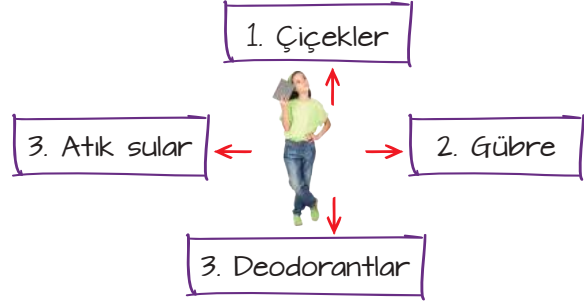 1. Çiçekler
3. Atık sular
2. Gübre
3. Deodorantlar